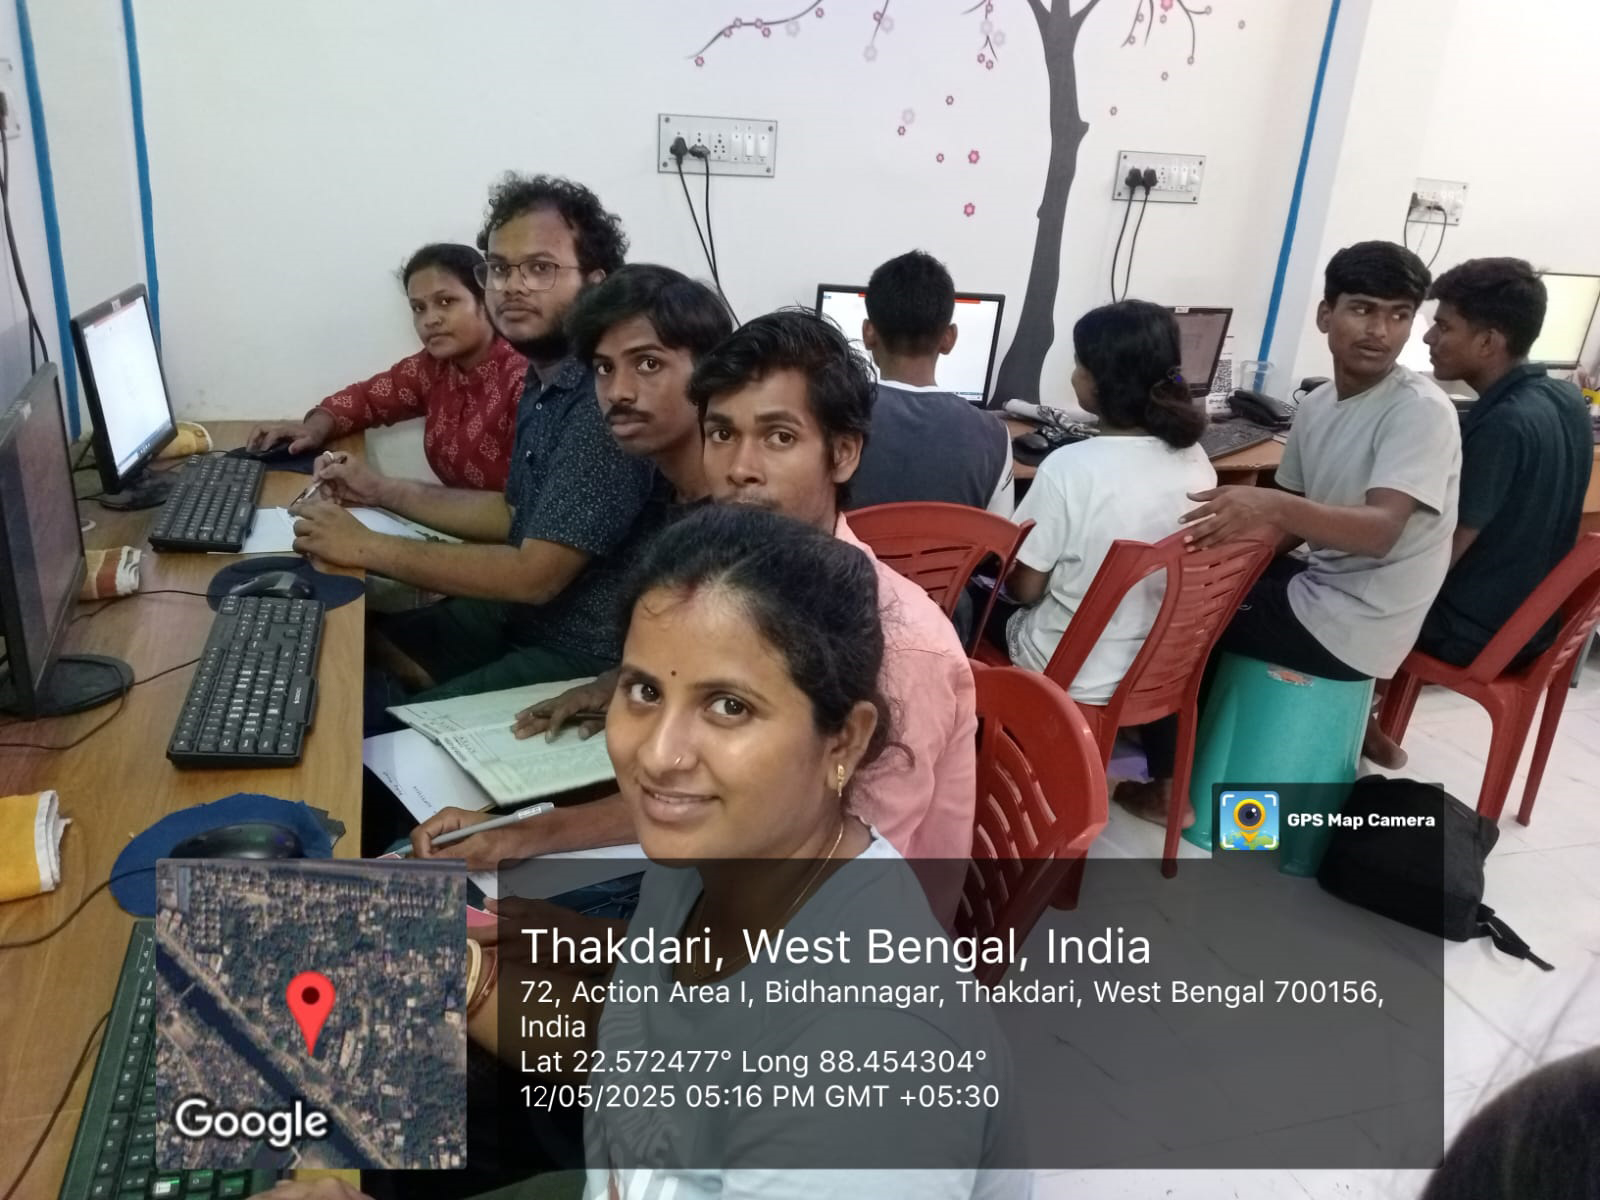 GPS Map Camera
Thakdari, West Bengal, India
72, Action Area I, Bidhannagar, Thakdari, West Bengal 700156,
India
Lat 22.572477° Long 88.454304°
12/05/2025 05:16 PM GMT +05:30
Google